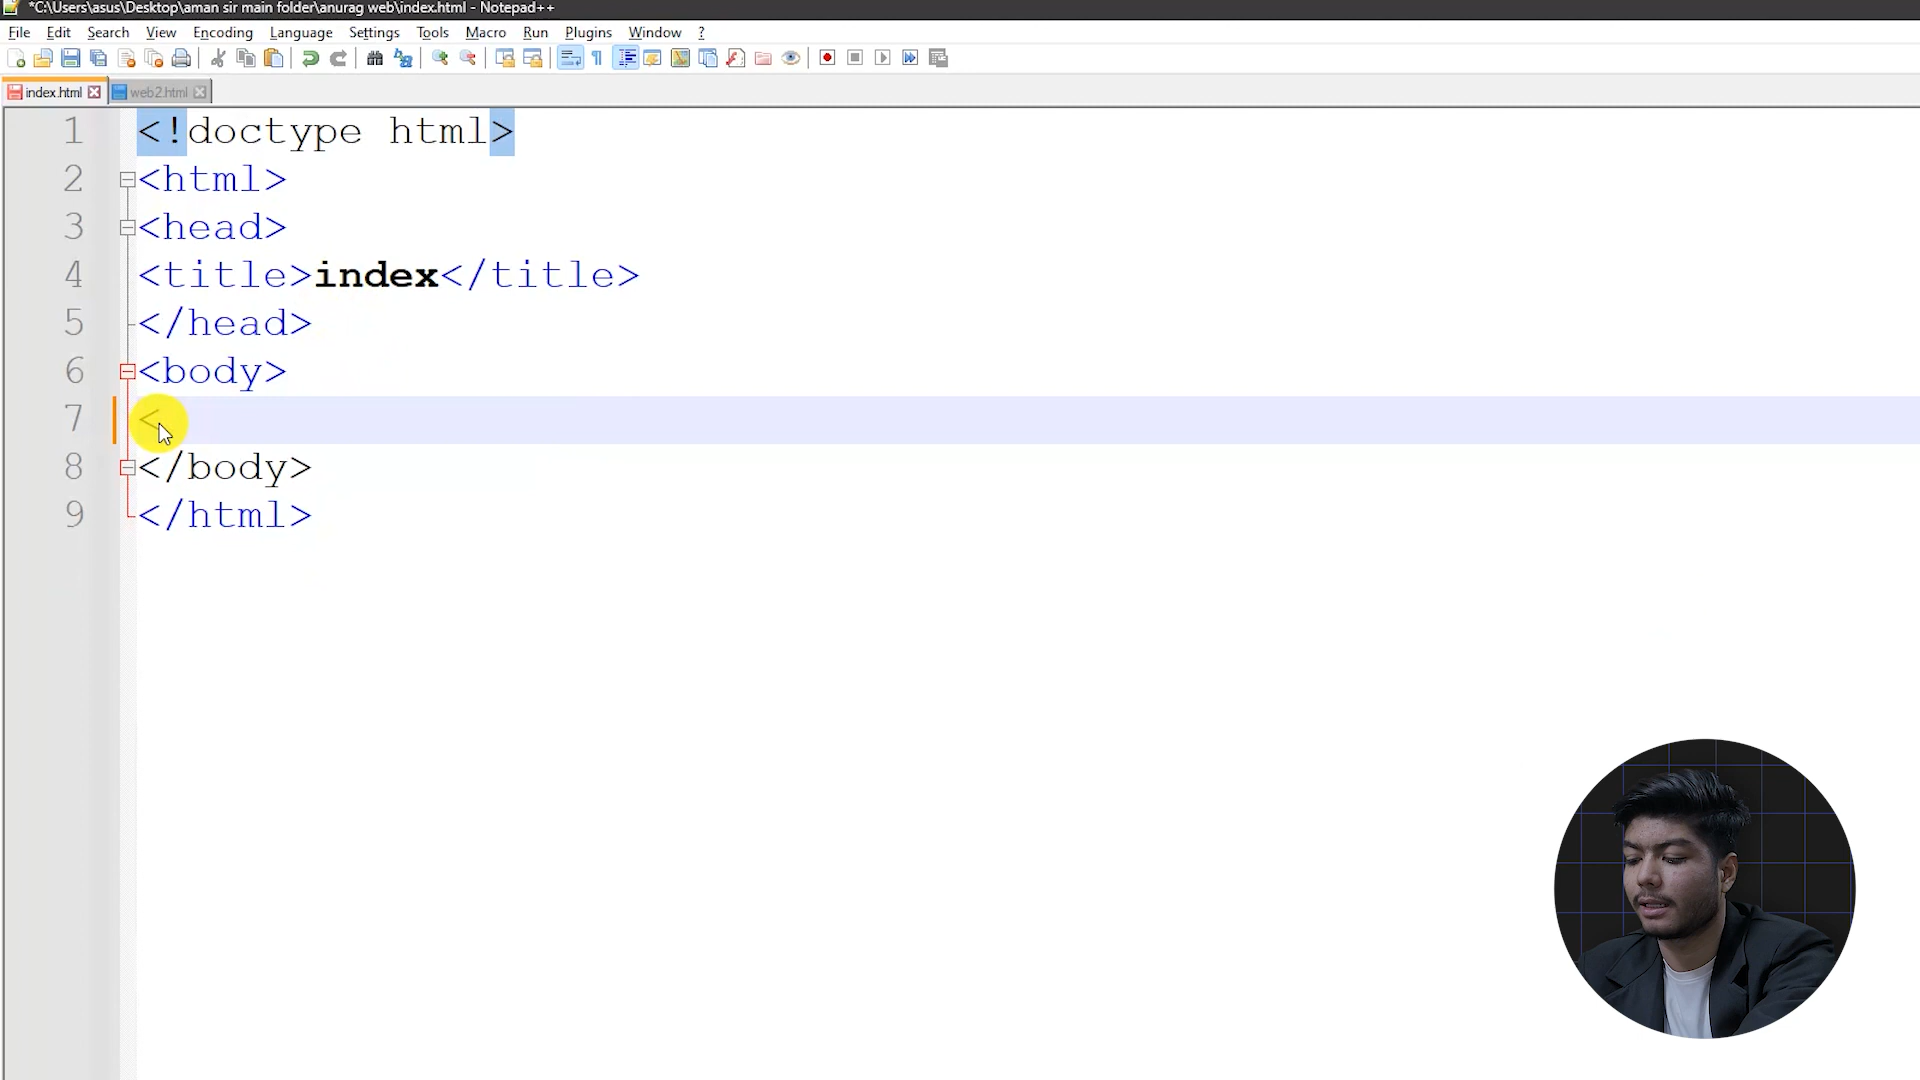 *C:\Users\asus\Desktop\aman sir main folder\anurag web\index.html - Notepad++
File Edit Search View Encoding Language Settings Tools Macro Run Plugins Window ?
index.html web2.html
1 <!doctype html>
2 <html>
3 <head>
4 <title>index</title>
5 </head>
6 <body>
7 <
8 </body>
9 </html>